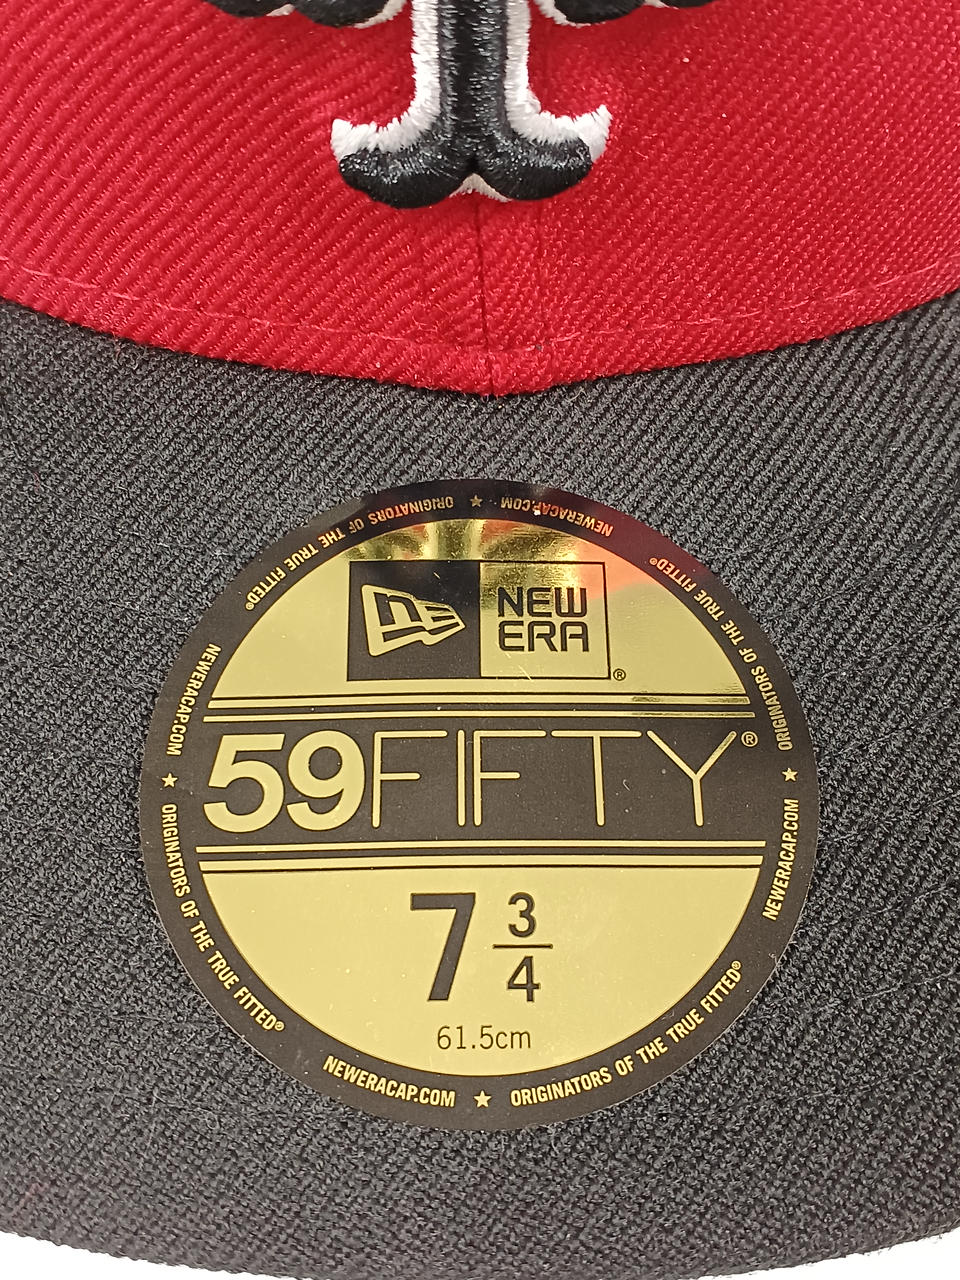 NEWERACAP.COM ★ ORIGINATORS OF THE TRUE FITTED®
NEW
ERA®
59FIFTY®
7 3/4
61.5cm
NEWERACAP.COM ★ ORIGINATORS OF THE TRUE FITTED®
NEWERACAP.COM ★ ORIGINATORS OF THE TRUE FITTED®
NEWERACAP.COM ★ ORIGINATORS OF THE TRUE FITTED®